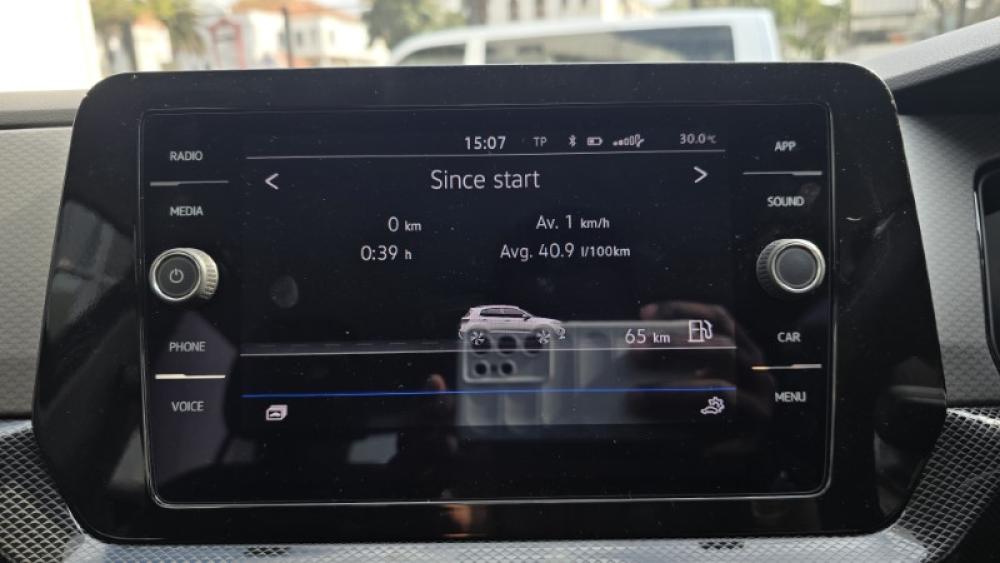 15:07 TP 30.0°C
RADIO
MEDIA
PHONE
VOICE
< Since start >
0 km Av. 1 km/h
0:39 h Avg. 40.9 l/100km
65 km
APP
SOUND
CAR
MENU